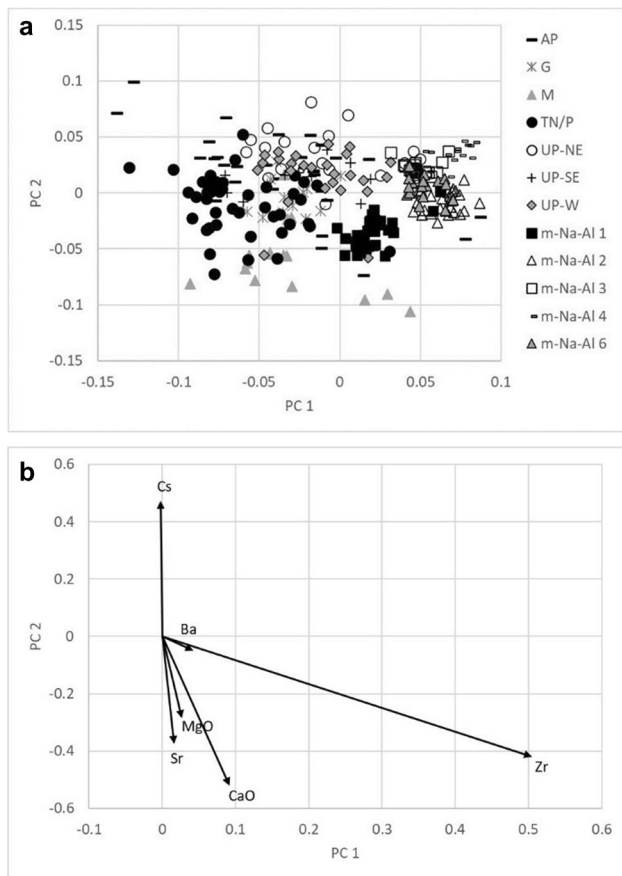 a
0.15
0.1
0.05
0
-0.05
-0.1
-0.15
PC 2
-0.15 -0.1 -0.05 0 0.05 0.1
PC 1
AP
G
M
TN/P
UP-NE
UP-SE
UP-W
m-Na-Al 1
m-Na-Al 2
m-Na-Al 3
m-Na-Al 4
m-Na-Al 6
b
0.6
0.4
0.2
0
-0.2
-0.4
-0.6
PC 2
Cs
Ba
MgO
Sr
CaO
Zr
-0.1 0 0.1 0.2 0.3 0.4 0.5 0.6
PC 1